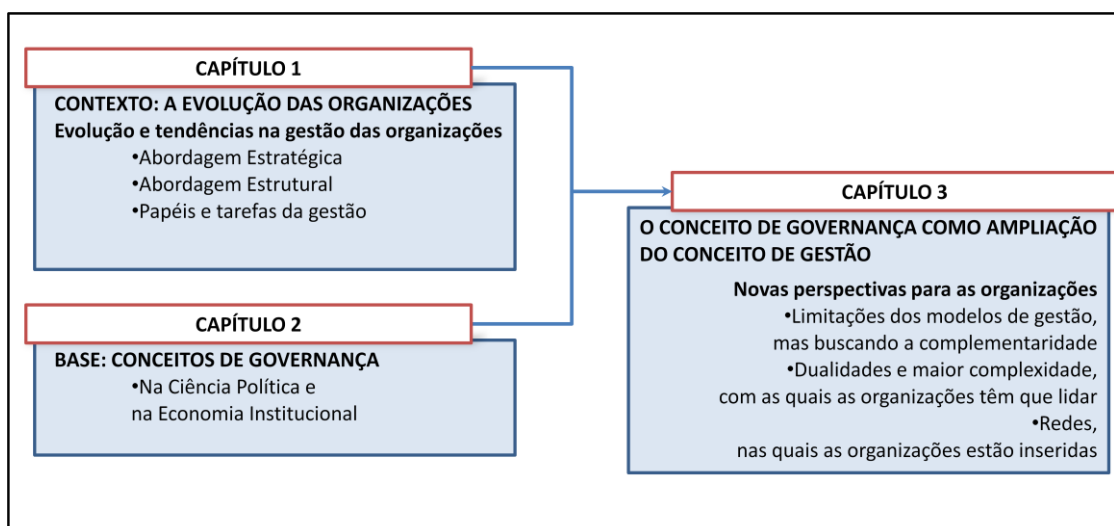 CAPÍTULO 1
CONTEXTO: A EVOLUÇÃO DAS ORGANIZAÇÕES
Evolução e tendências na gestão das organizações
•Abordagem Estratégica
•Abordagem Estrutural
•Papéis e tarefas da gestão
CAPÍTULO 2
BASE: CONCEITOS DE GOVERNANÇA
•Na Ciência Política e
na Economia Institucional
CAPÍTULO 3
O CONCEITO DE GOVERNANÇA COMO AMPLIAÇÃO
DO CONCEITO DE GESTÃO
Novas perspectivas para as organizações
•Limitações dos modelos de gestão,
mas buscando a complementaridade
•Dualidades e maior complexidade,
com as quais as organizações têm que lidar
•Redes,
nas quais as organizações estão inseridas